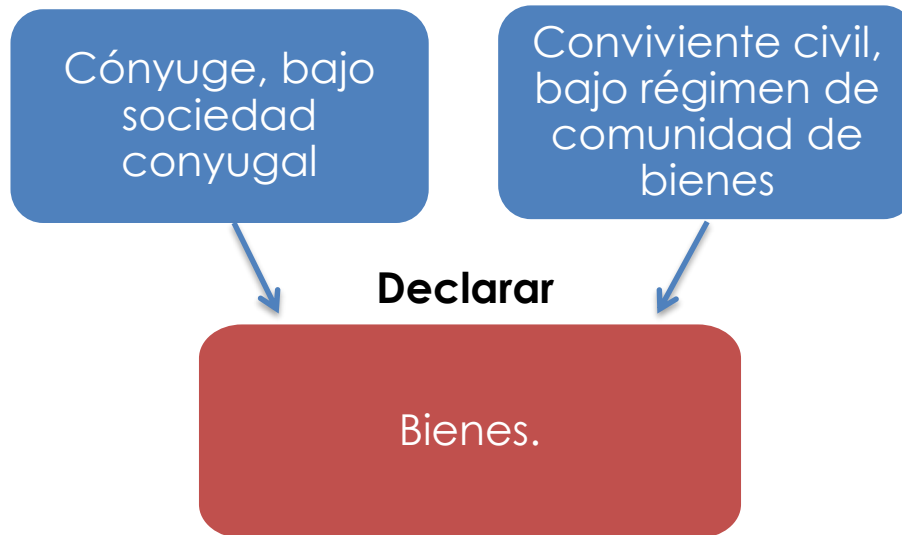 Cónyuge, bajo
sociedad
conyugal
Conviviente civil,
bajo régimen de
comunidad de
bienes
Declarar
Bienes.